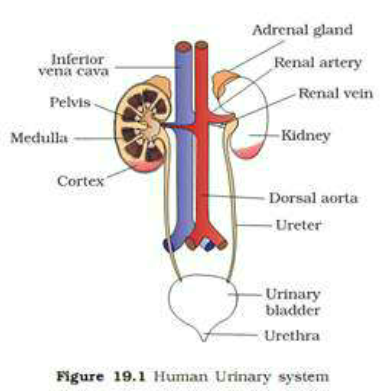 Adrenal gland
Inferior
vena cava
Renal artery
Pelvis
Renal vein
Medulla
Kidney
Cortex
Dorsal aorta
Ureter
Urinary
bladder
Urethra
Figure 19.1 Human Urinary system